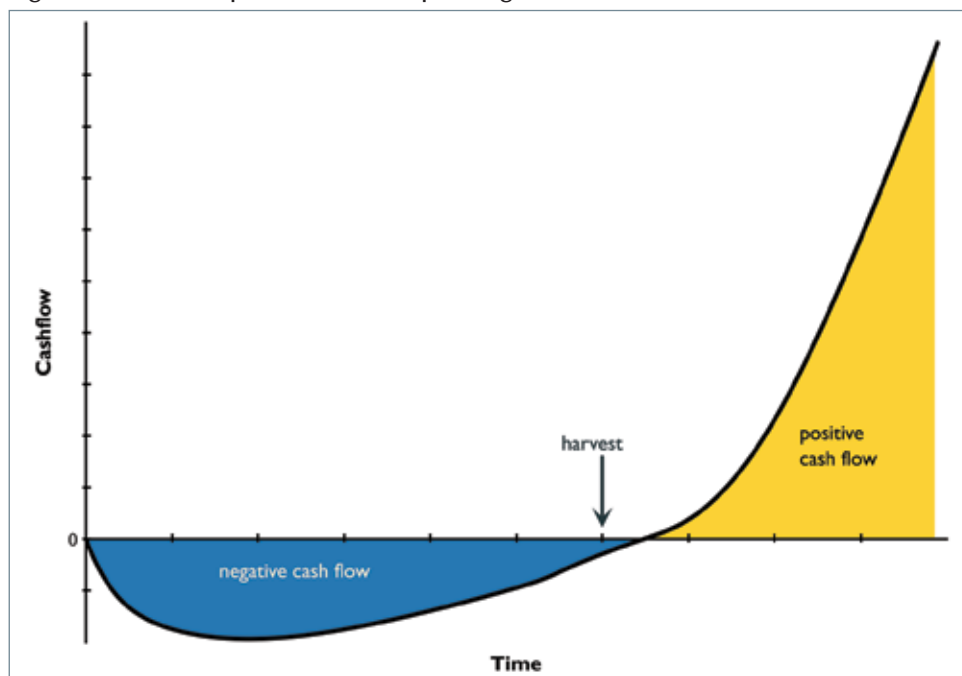 Cashflow
harvest
positive
cash flow
0
negative cash flow
Time